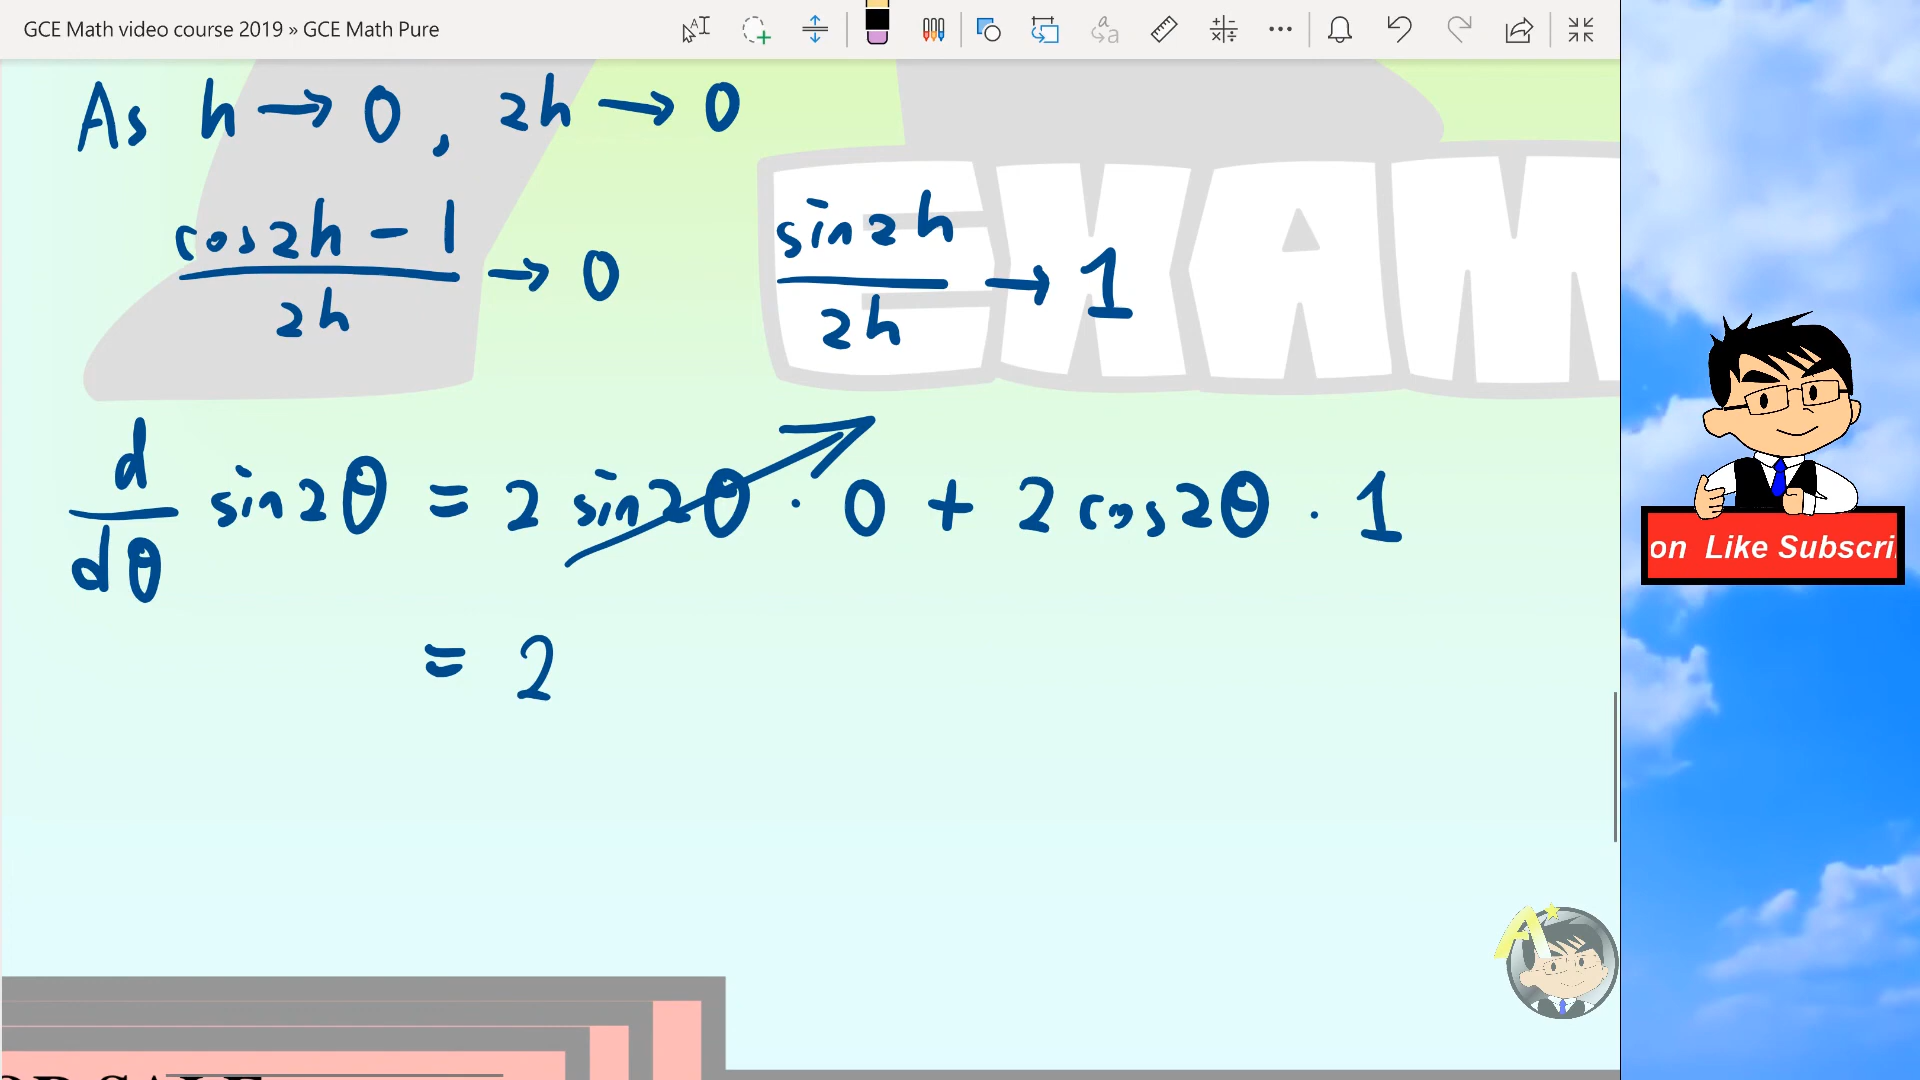 GCE Math video course 2019 » GCE Math Pure
As h → 0, 2h → 0
cos2h - 1 / 2h → 0   sin2h / 2h → 1
EXAM
d/dθ sin2θ = 2 sin2θ · 0 + 2 cos2θ · 1
= 2
on Like Subscri
A